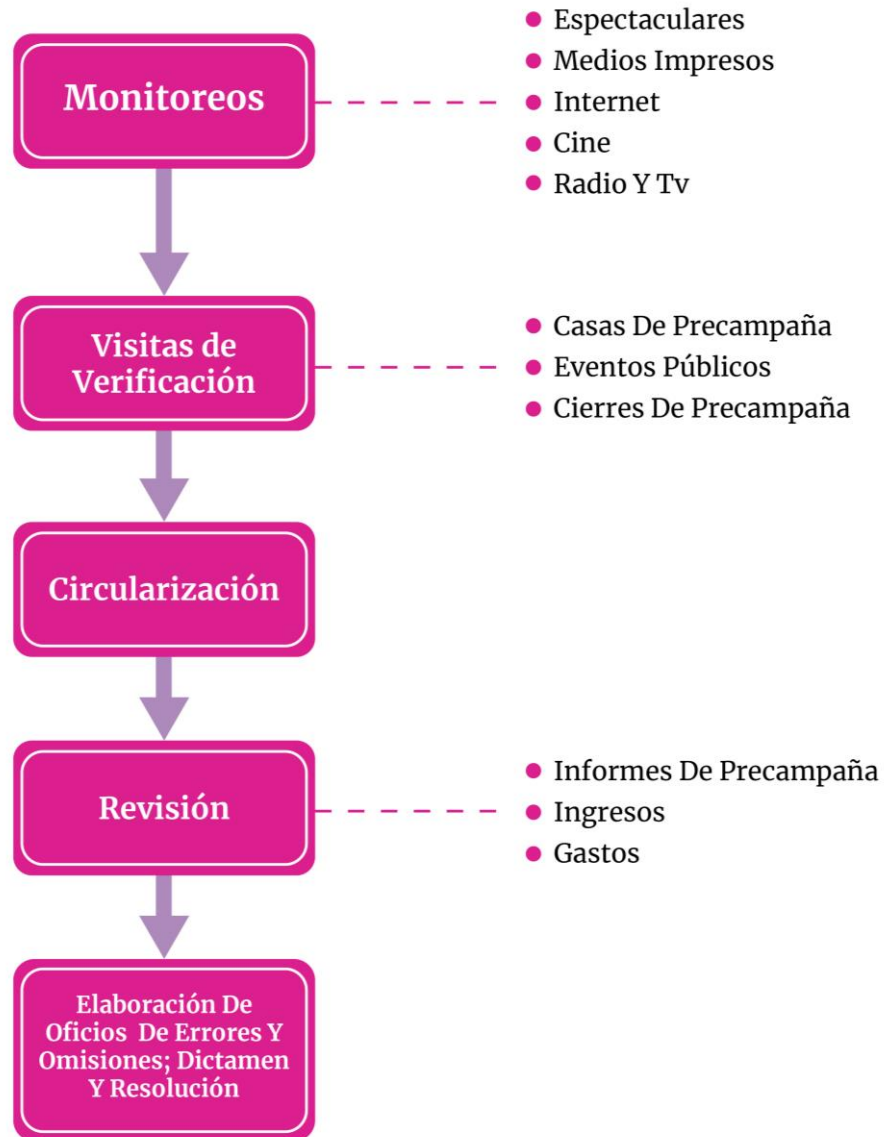 Monitoreos
Espectaculares
Medios Impresos
Internet
Cine
Radio Y Tv
Visitas de
Verificación
Casas De Precampaña
Eventos Públicos
Cierres De Precampaña
Circularización
Revisión
Informes De Precampaña
Ingresos
Gastos
Elaboración De
Oficios De Errores Y
Omisiones; Dictamen
Y Resolución